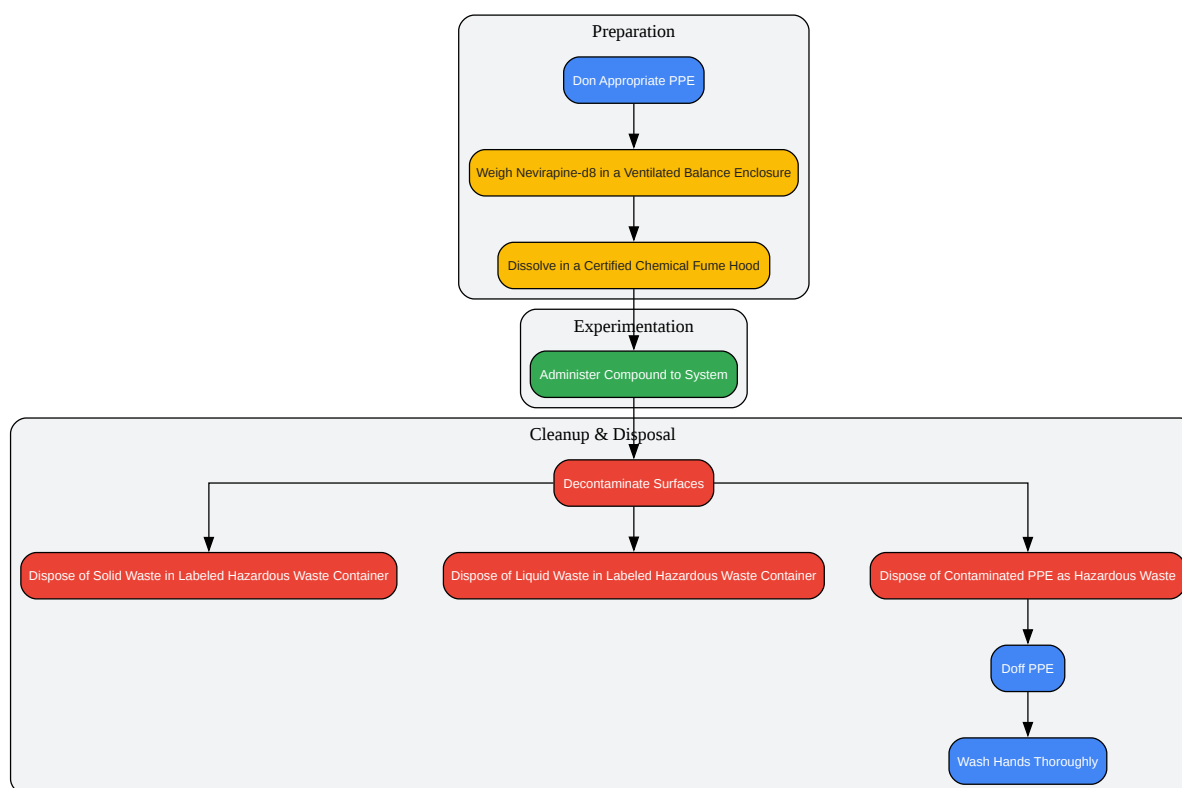 Preparation
Don Appropriate PPE
Weigh Nevirapine-d8 in a Ventilated Balance Enclosure
Dissolve in a Certified Chemical Fume Hood
Experimentation
Administer Compound to System
Cleanup & Disposal
Decontaminate Surfaces
Dispose of Solid Waste in Labeled Hazardous Waste Container
Dispose of Liquid Waste in Labeled Hazardous Waste Container
Dispose of Contaminated PPE as Hazardous Waste
Doff PPE
Wash Hands Thoroughly